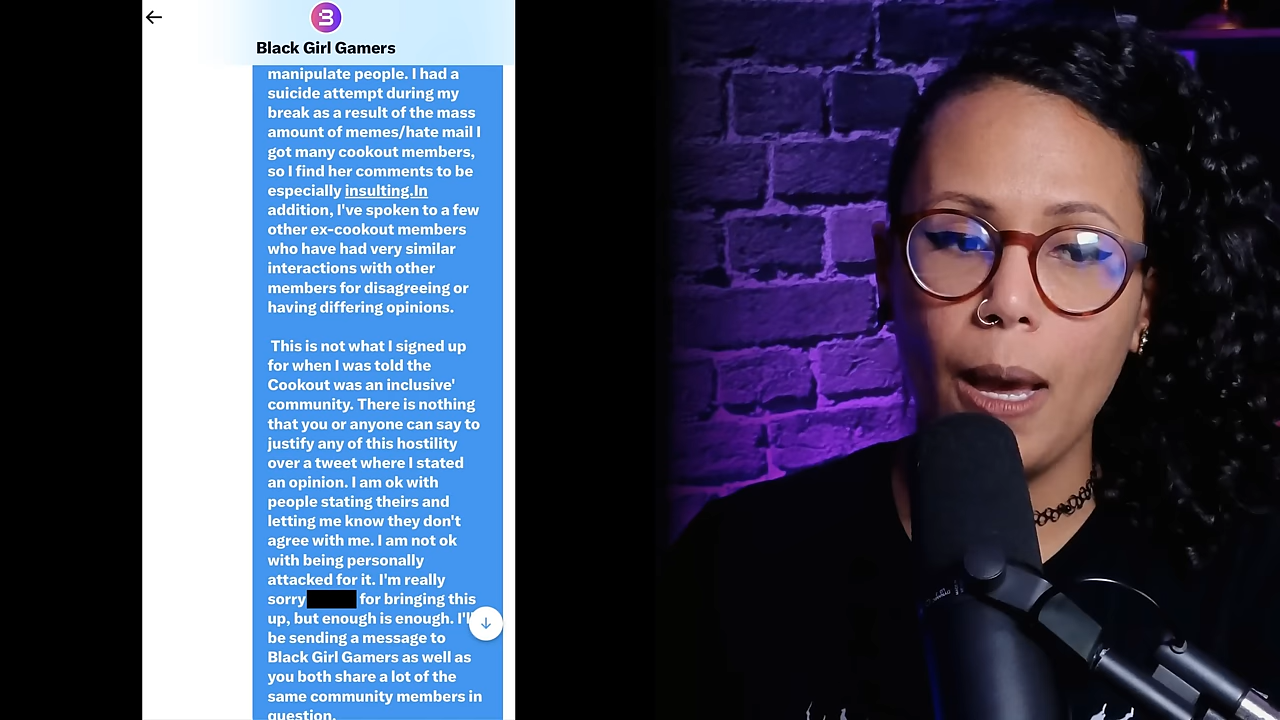 Black Girl Gamers
manipulate people. I had a
suicide attempt during my
break as a result of the mass
amount of memes/hate mail I
got many cookout members,
so I find her comments to be
especially insulting.In
addition, I've spoken to a few
other ex-cookout members
who have had very similar
interactions with other
members for disagreeing or
having differing opinions.
This is not what I signed up
for when I was told the
Cookout was an inclusive'
community. There is nothing
that you or anyone can say to
justify any of this hostility
over a tweet where I stated
an opinion. I am ok with
people stating theirs and
letting me know they don't
agree with me. I am not ok
with being personally
attacked for it. I'm really
sorry for bringing this
up, but enough is enough. I'll
be sending a message to
Black Girl Gamers as well as
you both share a lot of the
same community members in
question.